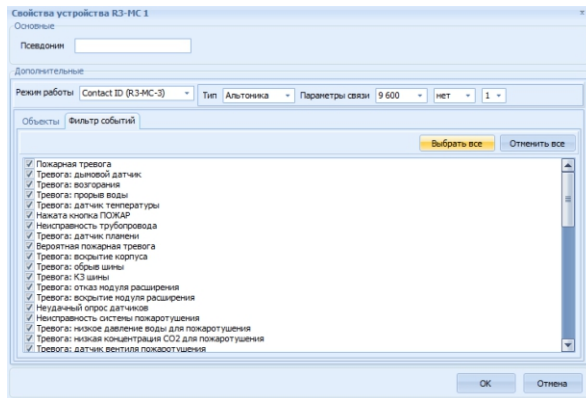 Свойства устройства R3-МС 1
Основные
Псевдоним
Дополнительные
Режим работы Contact ID (R3-МС-3) Тип Альтоника Параметры связи 9 600 нет 1
Объекты Фильтр событий
Выбрать все Отменить все
Пожарная тревога
Тревога: дымовой датчик
Тревога: возгорания
Тревога: прорыв воды
Тревога: датчик температуры
Нажата кнопка ПОЖАР
Неисправность трубопровода
Тревога: датчик пламени
Вероятная пожарная тревога
Тревога: вскрытие корпуса
Тревога: обрыв шины
Тревога: КЗ шины
Тревога: отказ модуля расширения
Тревога: вскрытие модуля расширения
Неудачный опрос датчиков
Неисправность системы пожаротушения
Тревога: низкое давление воды для пожаротушения
Тревога: низкая концентрация CO2 для пожаротушения
Тревога: датчик вентиля пожаротушения
OK Отмена